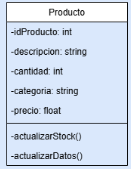 Producto
-idProducto: int
-descripcion: string
-cantidad: int
-categoria: string
-precio: float
-actualizarStock()
-actualizarDatos()